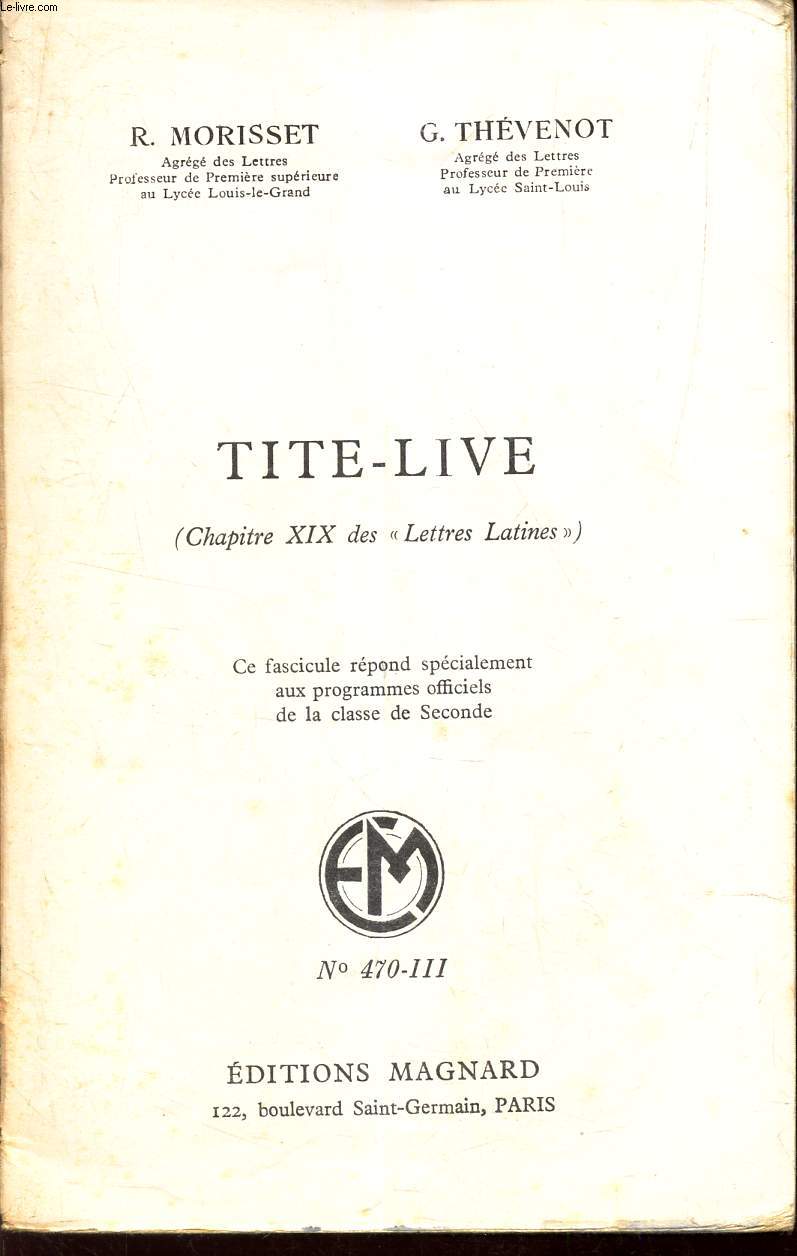 Le-livre.com
R. MORISSET
Agrégé des Lettres
Professeur de Première supérieure
au Lycée Louis-le-Grand
G. THÉVENOT
Agrégé des Lettres
Professeur de Première
au Lycée Saint-Louis
TITE-LIVE
(Chapitre XIX des « Lettres Latines »)
Ce fascicule répond spécialement
aux programmes officiels
de la classe de Seconde
EM
Nº 470-III
ÉDITIONS MAGNARD
122, boulevard Saint-Germain, PARIS